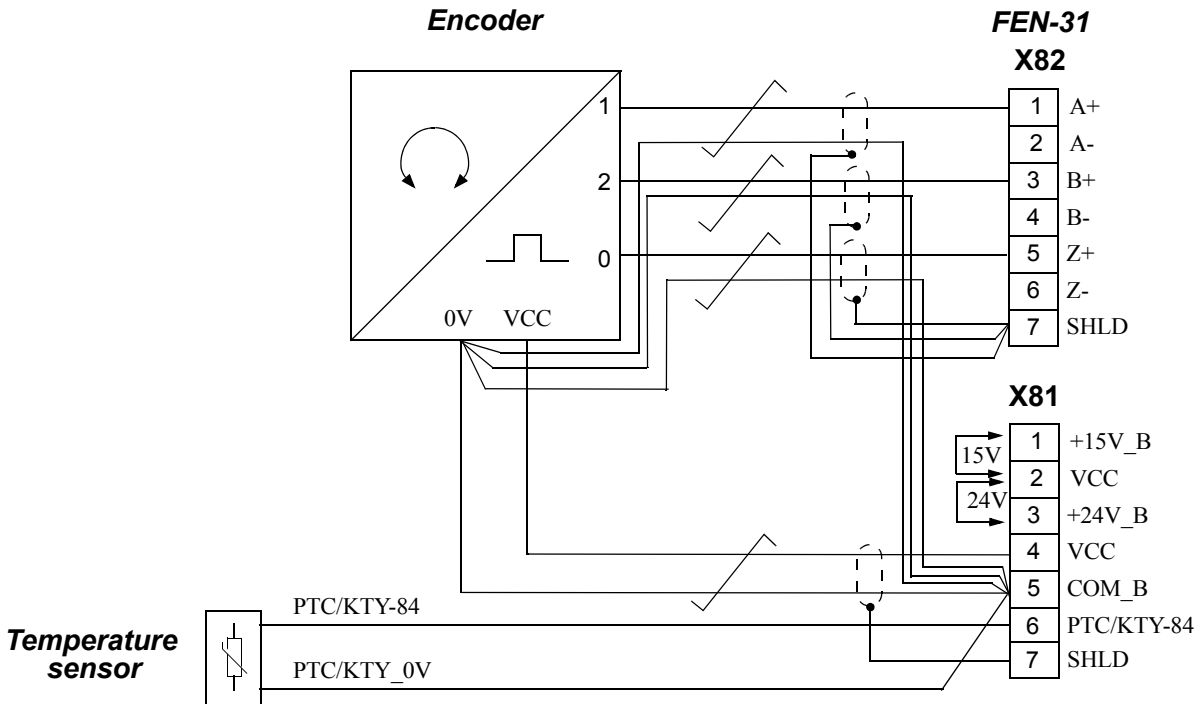 Encoder
FEN-31
X82
1
2
0
0V VCC
1 A+
2 A-
3 B+
4 B-
5 Z+
6 Z-
7 SHLD
X81
1 +15V_B
15V
2 VCC
24V
3 +24V_B
4 VCC
5 COM_B
6 PTC/KTY-84
7 SHLD
Temperature
sensor
PTC/KTY-84
PTC/KTY_0V